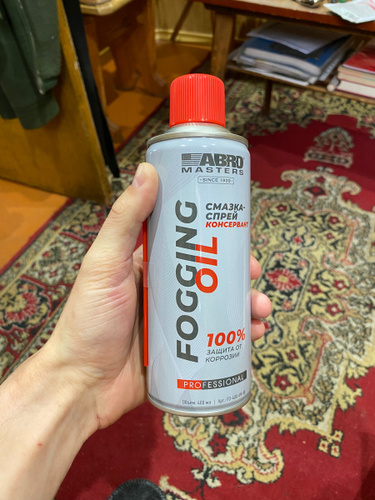 ABRO
MASTERS
SINCE 1939
СМАЗКА-
СПРЕЙ
КОНСЕРВАНТ
FOGGING
OIL
100%
ЗАЩИТА ОТ
КОРРОЗИИ
PROFESSIONAL